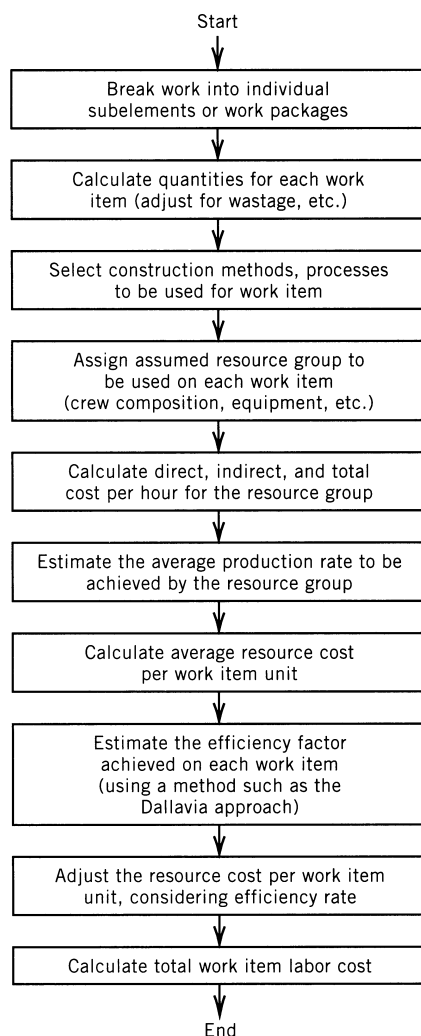 Start
Break work into individual
subelements or work packages
Calculate quantities for each work
item (adjust for wastage, etc.)
Select construction methods, processes
to be used for work item
Assign assumed resource group to
be used on each work item
(crew composition, equipment, etc.)
Calculate direct, indirect, and total
cost per hour for the resource group
Estimate the average production rate to be
achieved by the resource group
Calculate average resource cost
per work item unit
Estimate the efficiency factor
achieved on each work item
(using a method such as the
Dallavia approach)
Adjust the resource cost per work item
unit, considering efficiency rate
Calculate total work item labor cost
End